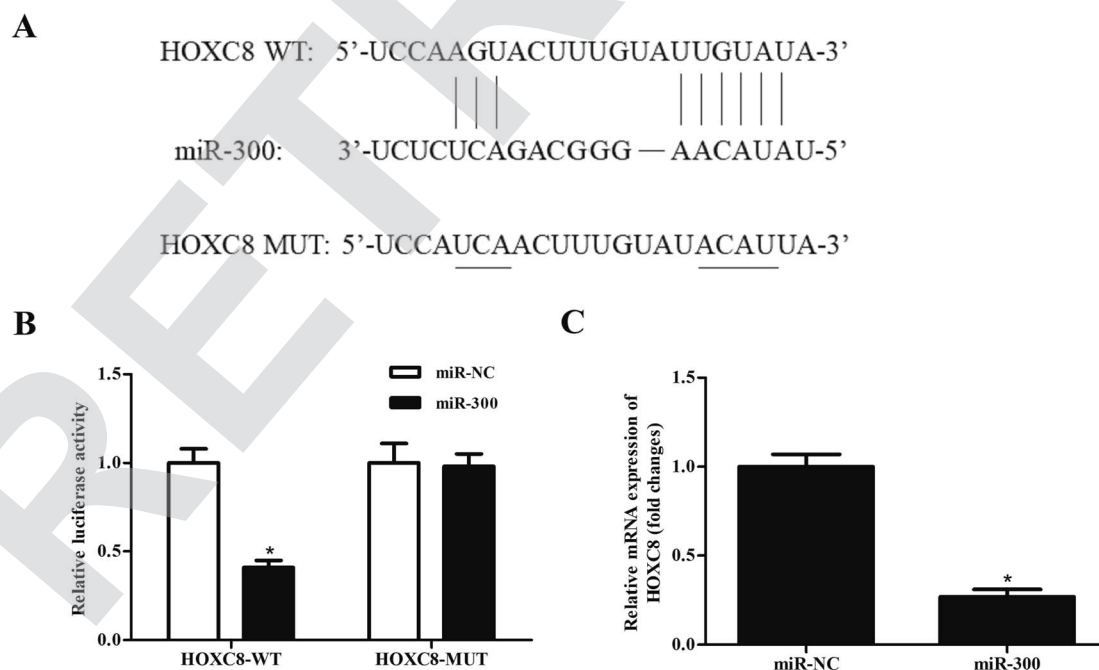 A
HOXC8 WT: 5’-UCCAAGUACUUUGUAUUGUAUA-3’
miR-300: 3’-UCUCUCAGACGGG — AACAUAU-5’
HOXC8 MUT: 5’-UCCAUCAACUUUGUAUACAUUA-3’
B
1.5
1.0
0.5
0.0
Relative luciferase activity
miR-NC
miR-300
*
HOXC8-WT
HOXC8-MUT
C
1.5
1.0
0.5
0.0
Relative mRNA expression of
HOXC8 (fold changes)
*
miR-NC
miR-300
RETR